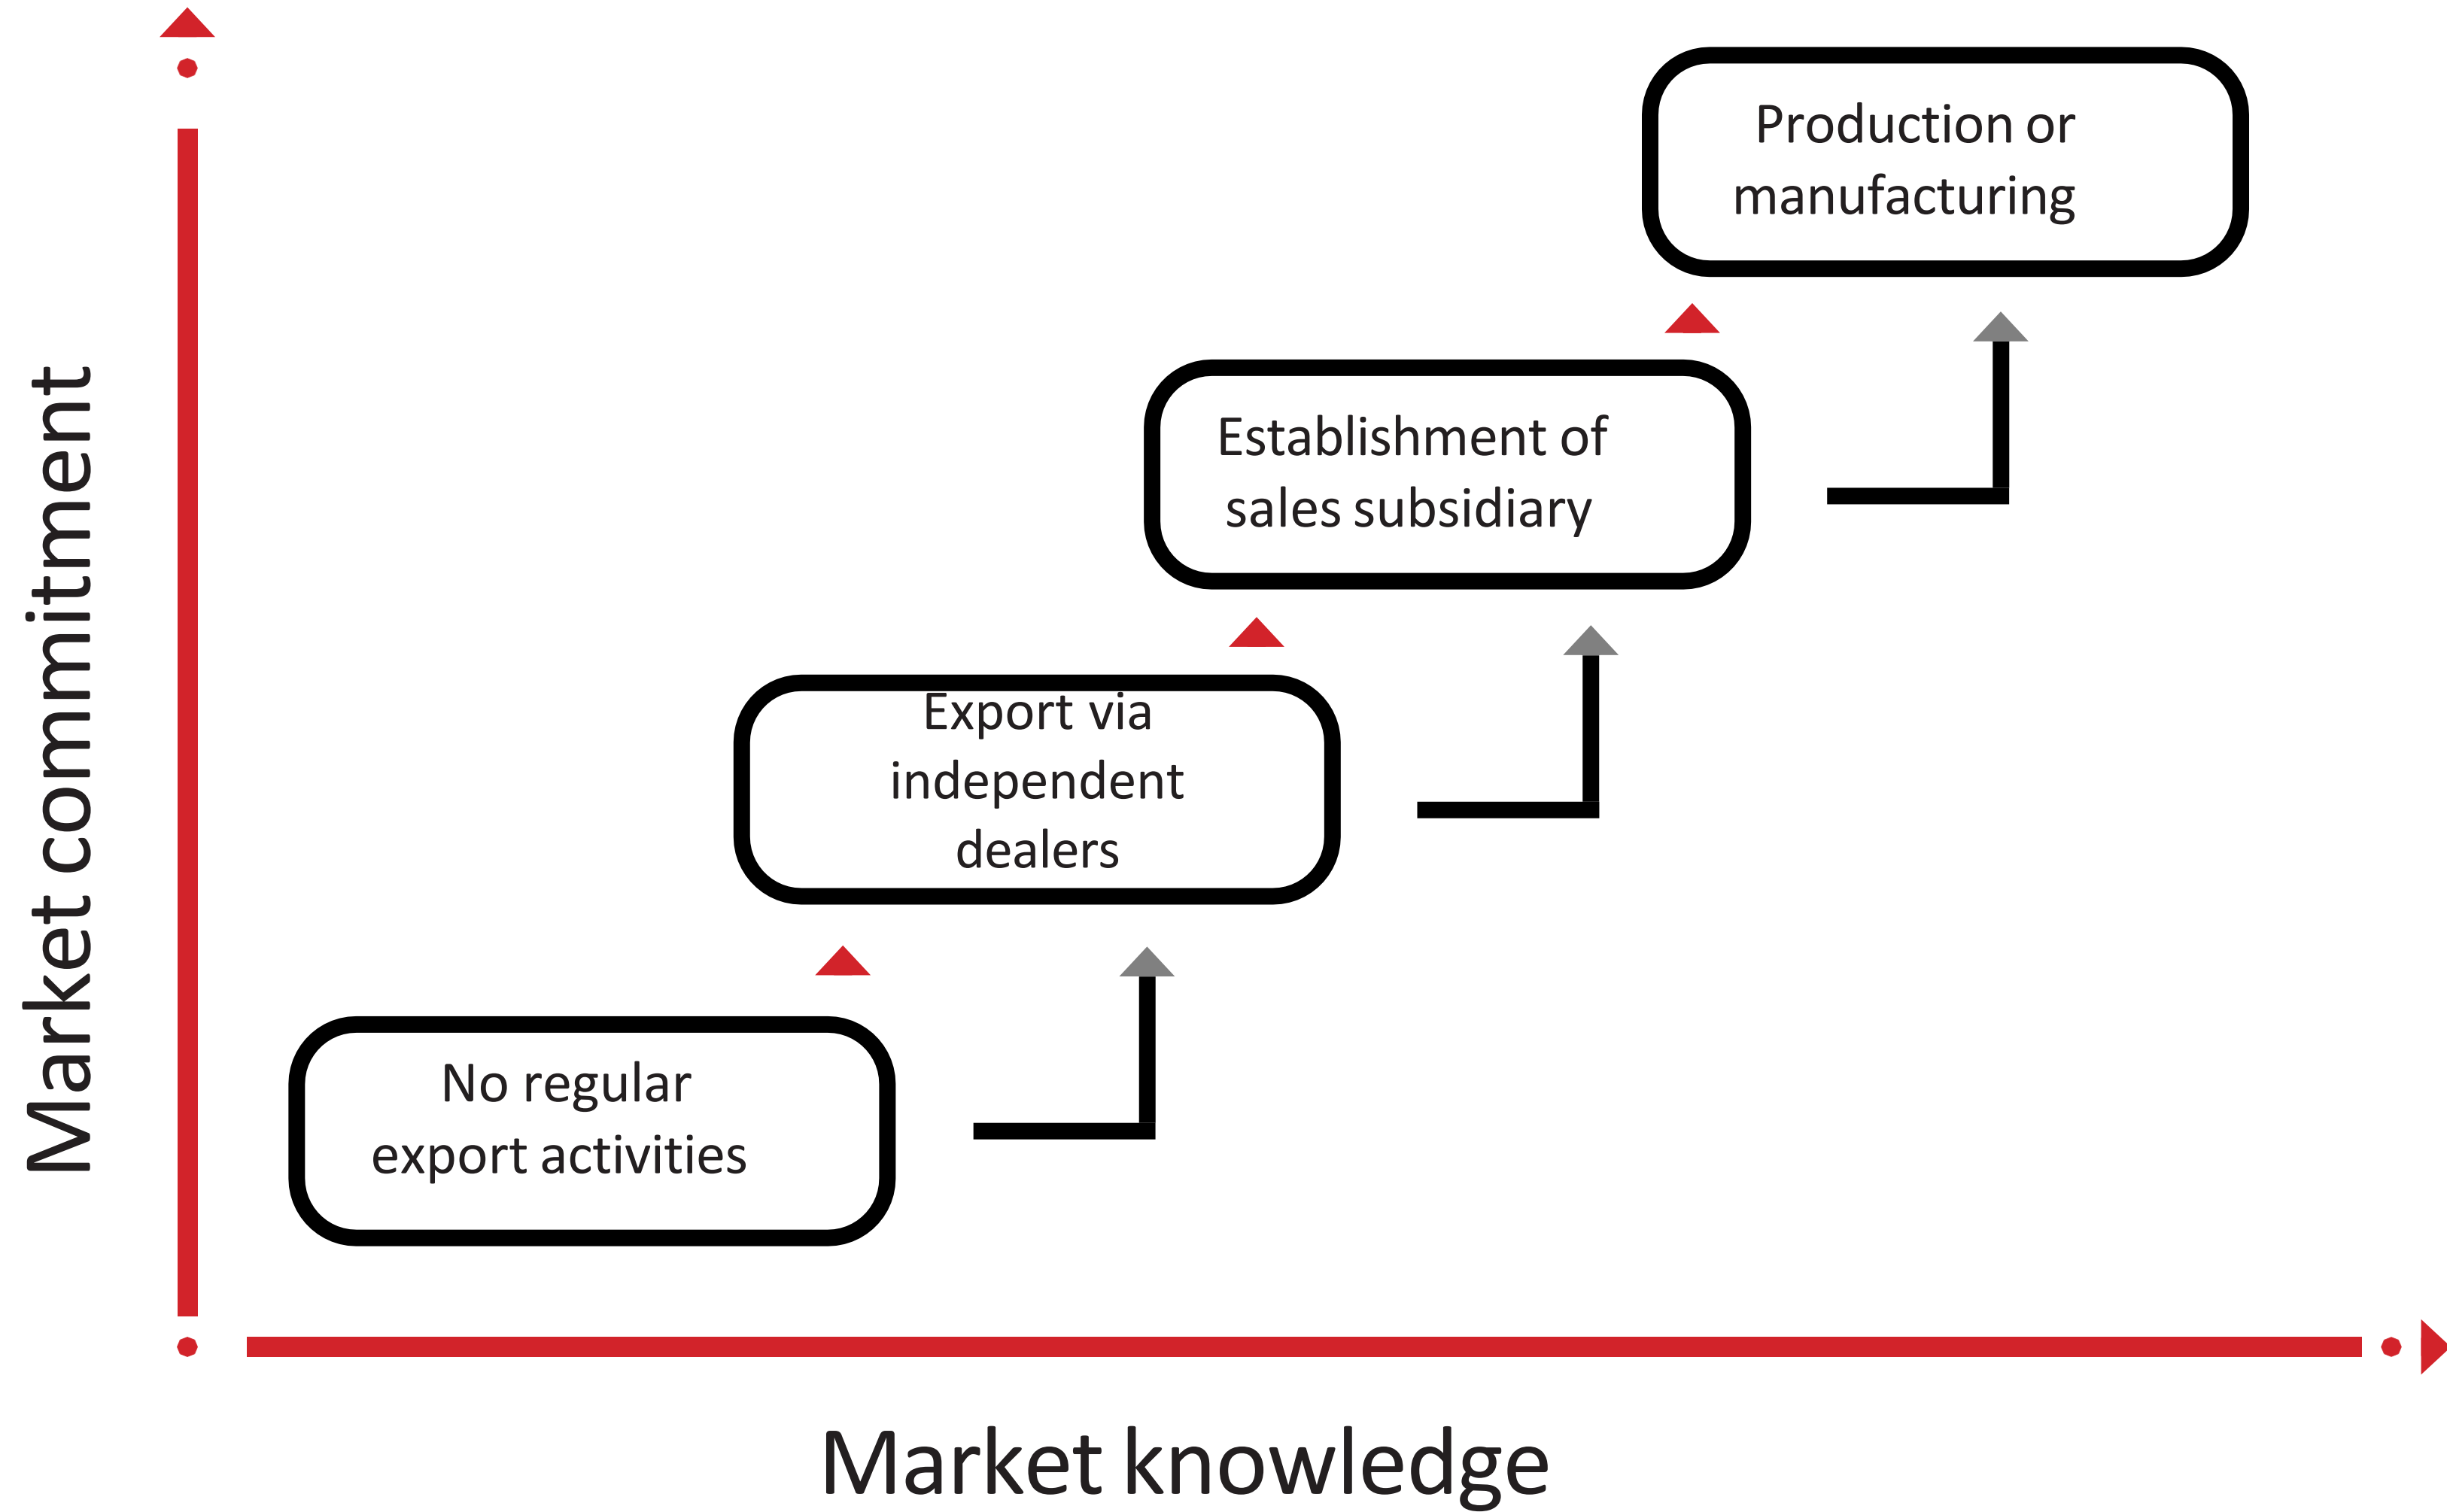 Market commitment
Production or
manufacturing
Establishment of
sales subsidiary
Export via
independent
dealers
No regular
export activities
Market knowledge